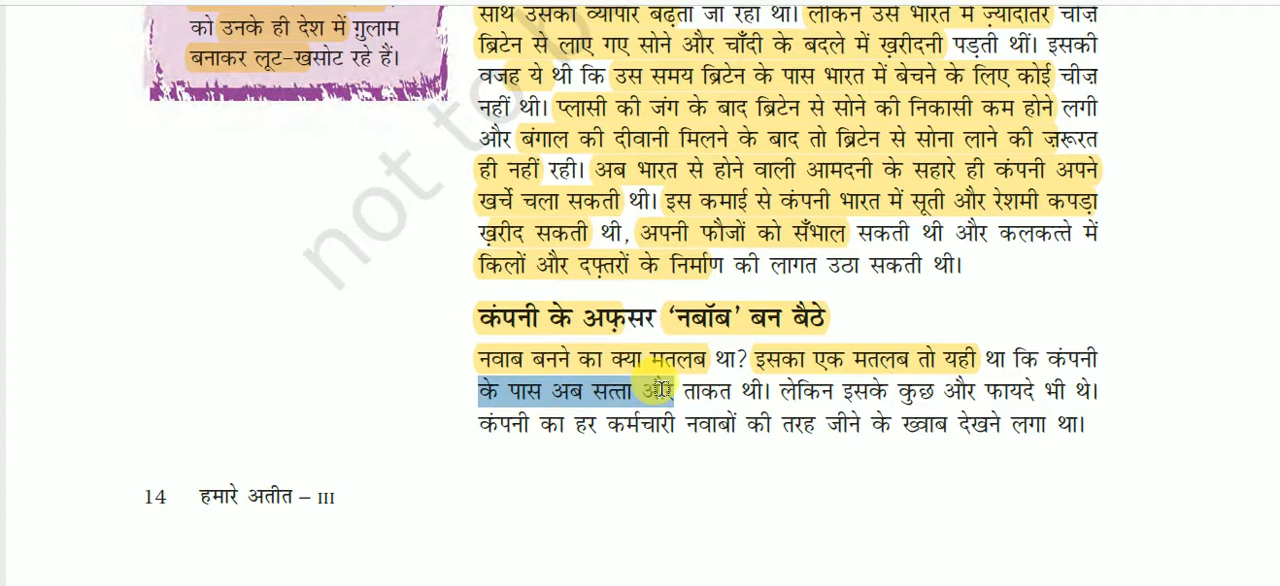 को उनके ही देश में ग़ुलाम
बनाकर लूट-खसोट रहे हैं।
साथ उसका व्यापार बढ़ता जा रहा था। लेकिन उसे भारत में ज़्यादातर चीज़ें
ब्रिटेन से लाए गए सोने और चाँदी के बदले में ख़रीदनी पड़ती थीं। इसकी
वजह ये थी कि उस समय ब्रिटेन के पास भारत में बेचने के लिए कोई चीज़
नहीं थी। प्लासी की जंग के बाद ब्रिटेन से सोने की निकासी कम होने लगी
और बंगाल की दीवानी मिलने के बाद तो ब्रिटेन से सोना लाने की ज़रूरत
ही नहीं रही। अब भारत से होने वाली आमदनी के सहारे ही कंपनी अपने
खर्चे चला सकती थी। इस कमाई से कंपनी भारत में सूती और रेशमी कपड़ा
ख़रीद सकती थी, अपनी फौजों को सँभाल सकती थी और कलकत्ते में
किलों और दफ़्तरों के निर्माण की लागत उठा सकती थी।
कंपनी के अफ़सर ‘नबॉब’ बन बैठे
नवाब बनने का क्या मतलब था? इसका एक मतलब तो यही था कि कंपनी
के पास अब सत्ता और ताकत थी। लेकिन इसके कुछ और फायदे भी थे।
कंपनी का हर कर्मचारी नवाबों की तरह जीने के ख्वाब देखने लगा था।
14 हमारे अतीत – III
not to b